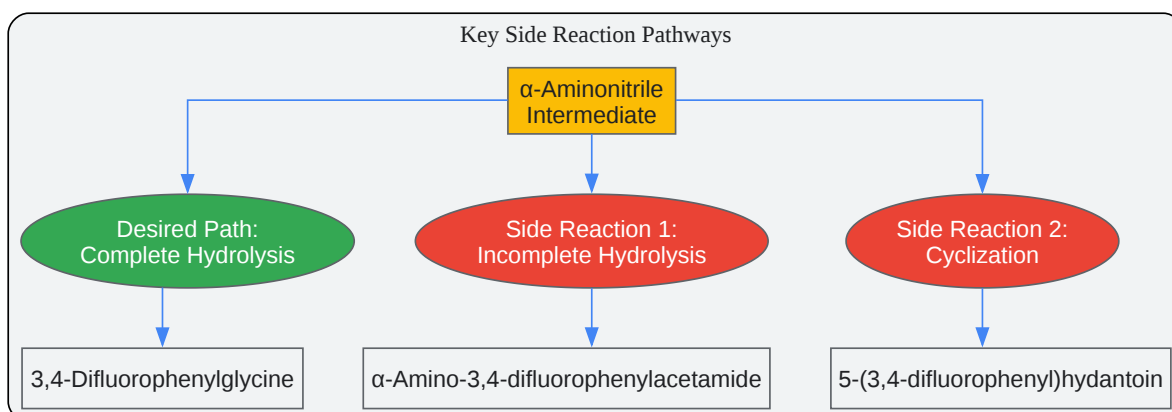 Key Side Reaction Pathways
α-Aminonitrile
Intermediate
Desired Path:
Complete Hydrolysis
Side Reaction 1:
Incomplete Hydrolysis
Side Reaction 2:
Cyclization
3,4-Difluorophenylglycine
α-Amino-3,4-difluorophenylacetamide
5-(3,4-difluorophenyl)hydantoin